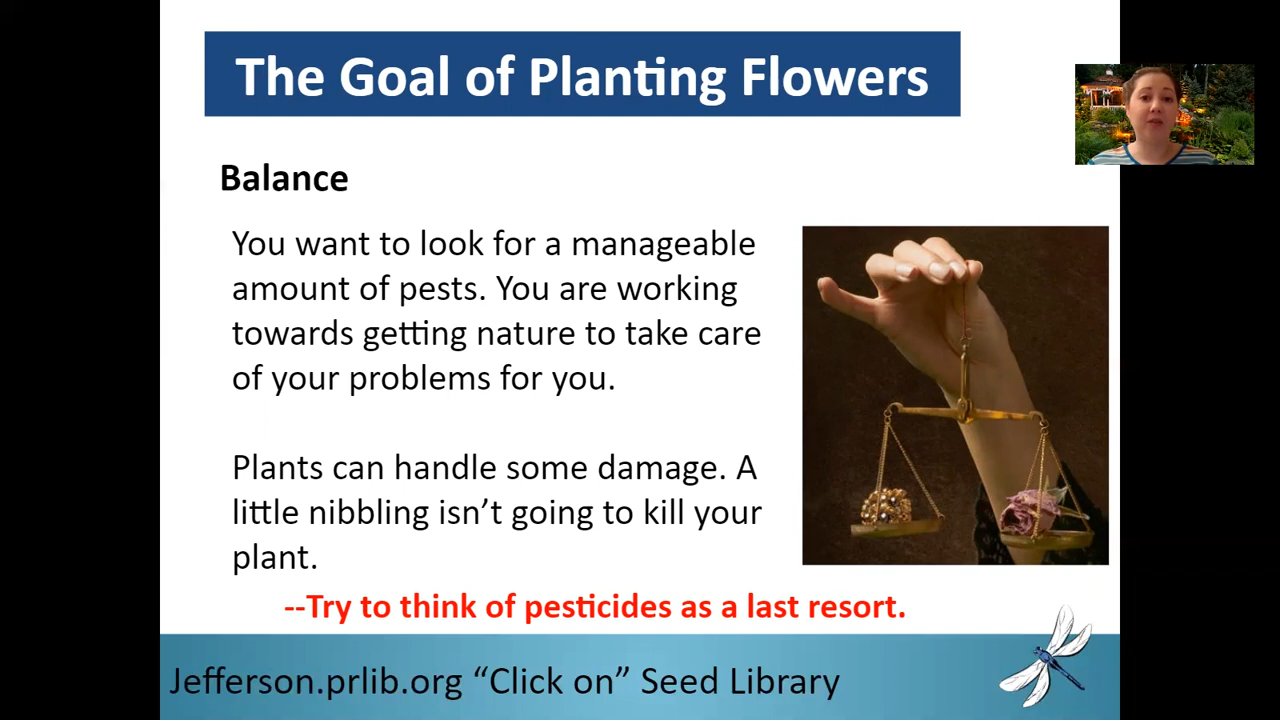 The Goal of Planting Flowers
Balance
You want to look for a manageable
amount of pests. You are working
towards getting nature to take care
of your problems for you.
Plants can handle some damage. A
little nibbling isn’t going to kill your
plant.
--Try to think of pesticides as a last resort.
Jefferson.prlib.org “Click on” Seed Library